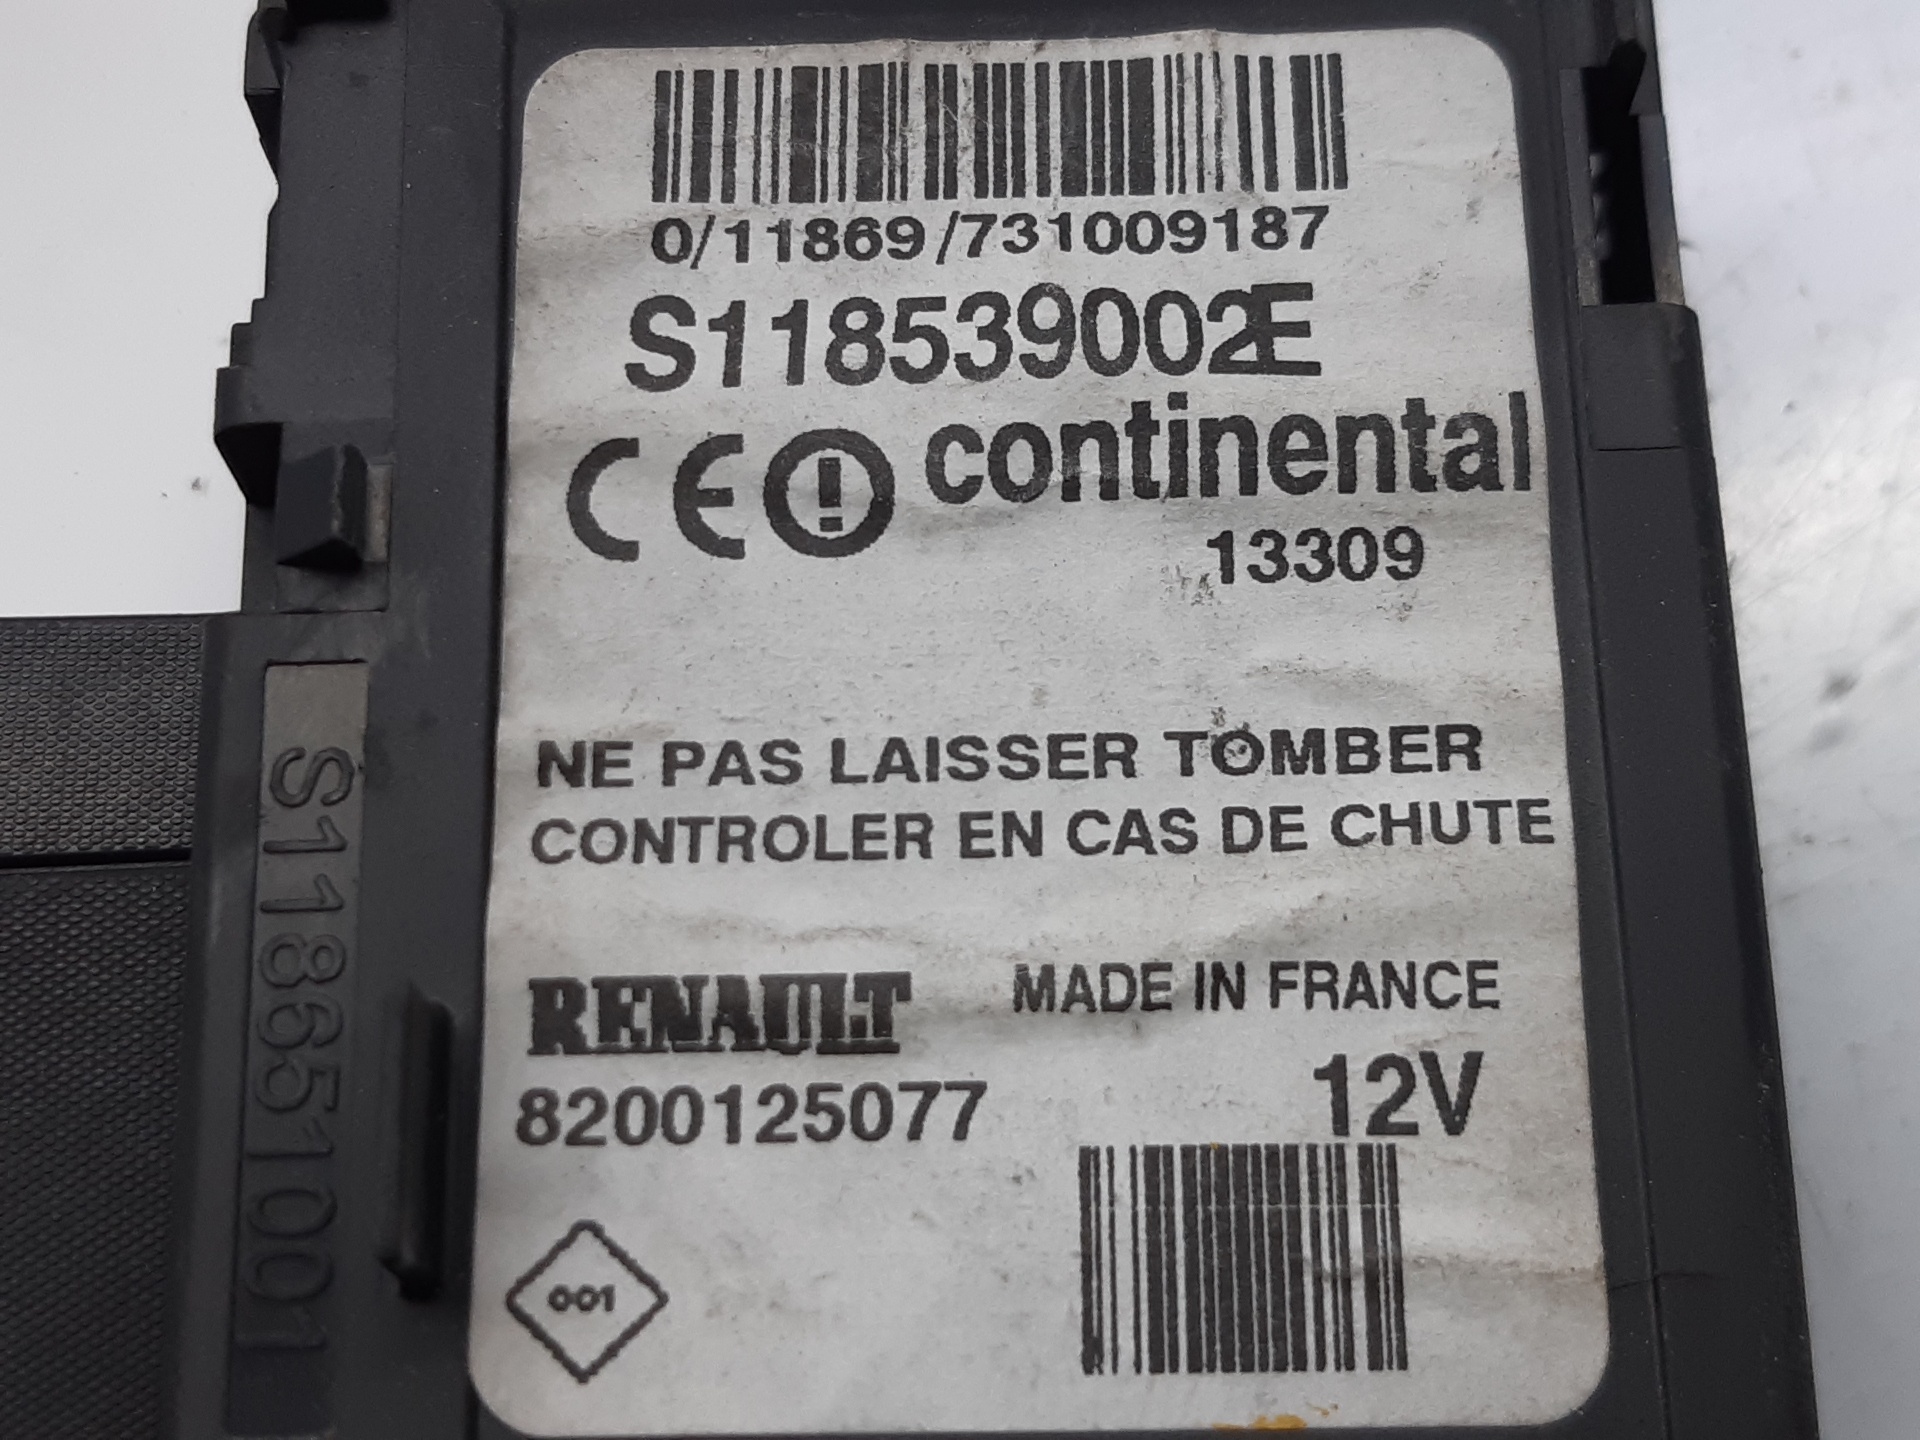 0/11869/731009187
S118539002E
CE continental
13309
NE PAS LAISSER TOMBER
CONTROLER EN CAS DE CHUTE
RENAULT MADE IN FRANCE
8200125077 12V
001
S118651001